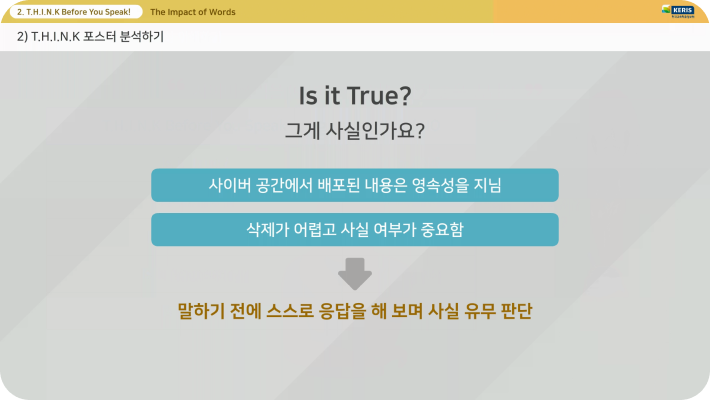 2. T.H.I.N.K Before You Speak! The Impact of Words
KERIS
2) T.H.I.N.K 포스터 분석하기
Is it True?
그게 사실인가요?
사이버 공간에서 배포된 내용은 영속성을 지님
삭제가 어렵고 사실 여부가 중요함
말하기 전에 스스로 응답을 해 보며 사실 유무 판단